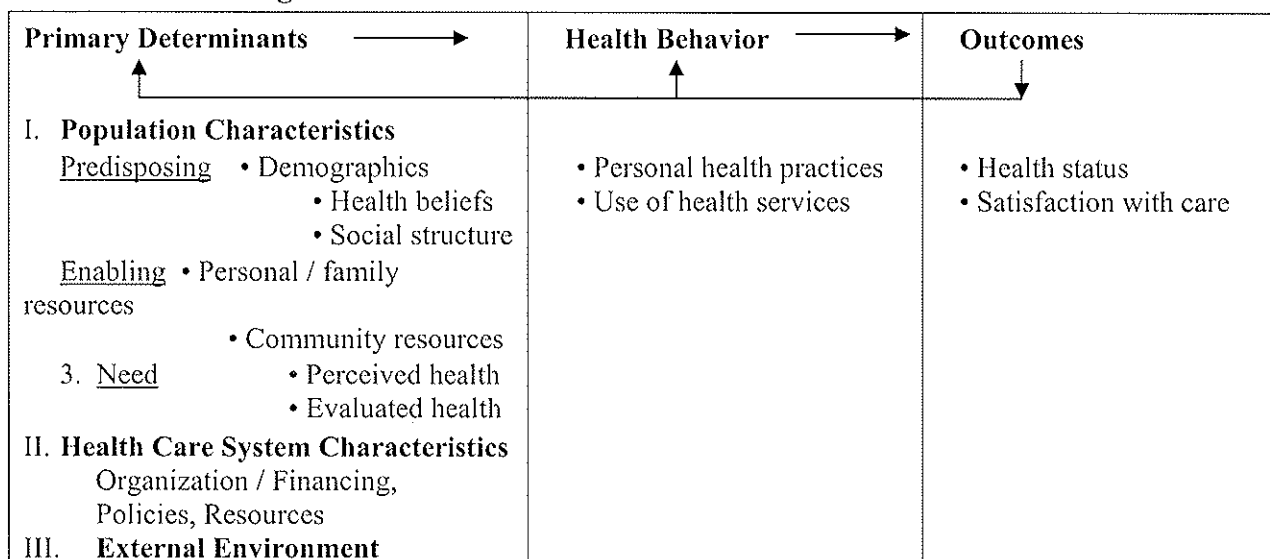 Primary Determinants
Health Behavior
Outcomes
I. Population Characteristics
Predisposing • Demographics
• Health beliefs
• Social structure
Enabling • Personal / family
resources
• Community resources
3. Need • Perceived health
• Evaluated health
II. Health Care System Characteristics
Organization / Financing,
Policies, Resources
III. External Environment
• Personal health practices
• Use of health services
• Health status
• Satisfaction with care